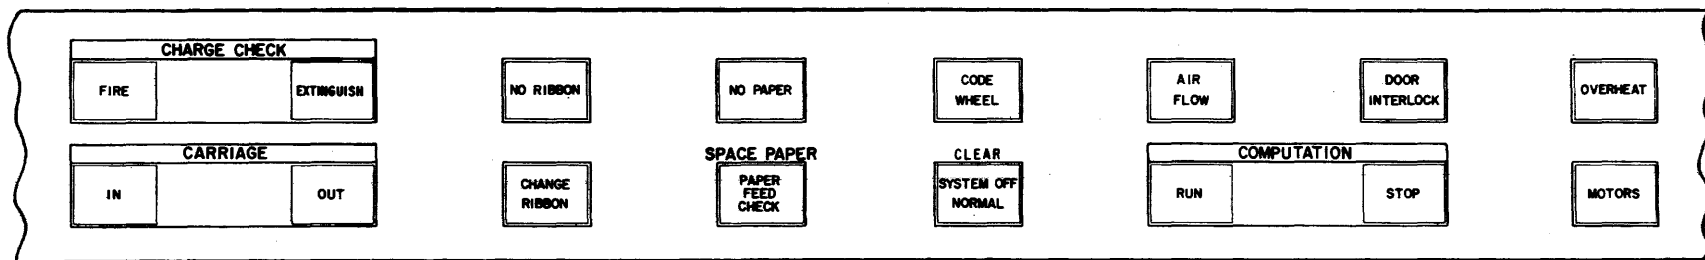 CHARGE CHECK
FIRE
EXTINGUISH
NO RIBBON
NO PAPER
CODE
WHEEL
AIR
FLOW
DOOR
INTERLOCK
OVERHEAT
CARRIAGE
IN
OUT
CHANGE
RIBBON
SPACE PAPER
PAPER
FEED
CHECK
CLEAR
SYSTEM OFF
NORMAL
COMPUTATION
RUN
STOP
MOTORS